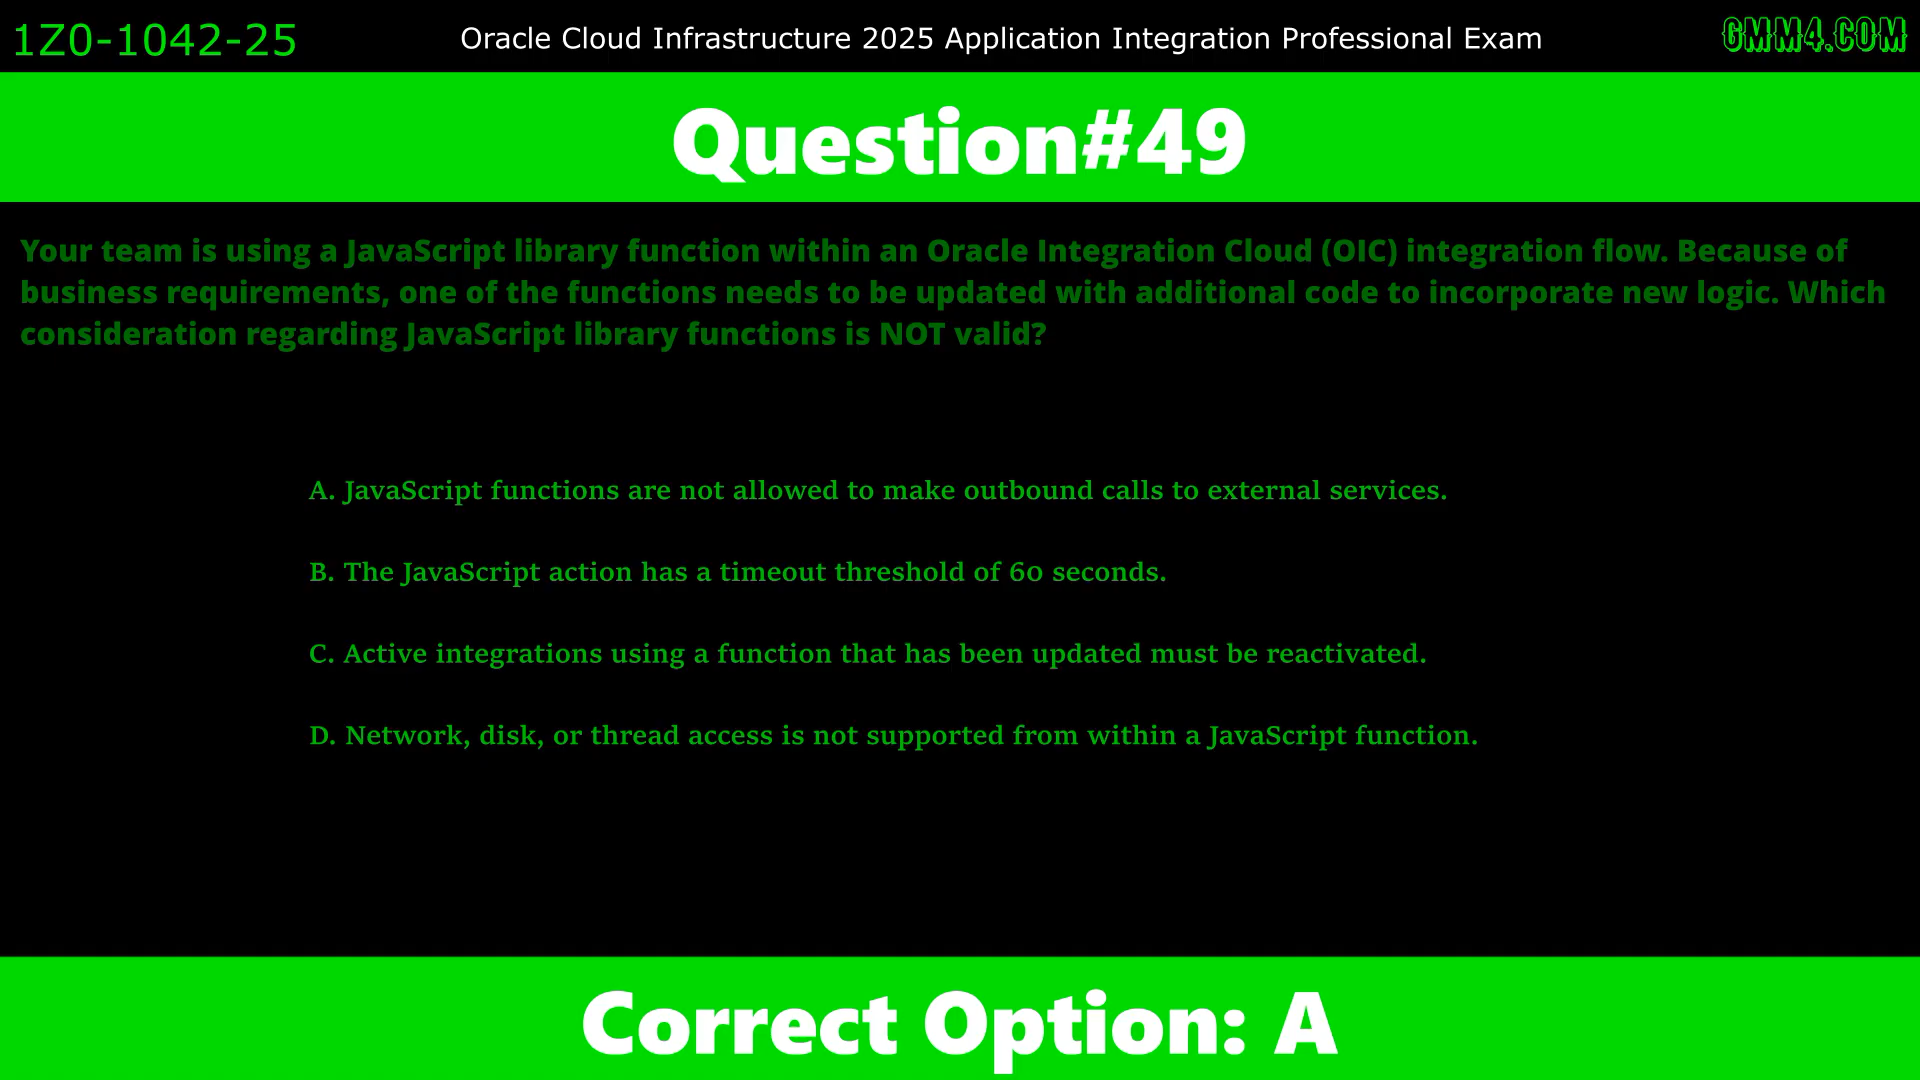 1Z0-1042-25
Oracle Cloud Infrastructure 2025 Application Integration Professional Exam
GMM4.COM
Question#49
Your team is using a JavaScript library function within an Oracle Integration Cloud (OIC) integration flow. Because of
business requirements, one of the functions needs to be updated with additional code to incorporate new logic. Which
consideration regarding JavaScript library functions is NOT valid?
A. JavaScript functions are not allowed to make outbound calls to external services.
B. The JavaScript action has a timeout threshold of 60 seconds.
C. Active integrations using a function that has been updated must be reactivated.
D. Network, disk, or thread access is not supported from within a JavaScript function.
Correct Option: A